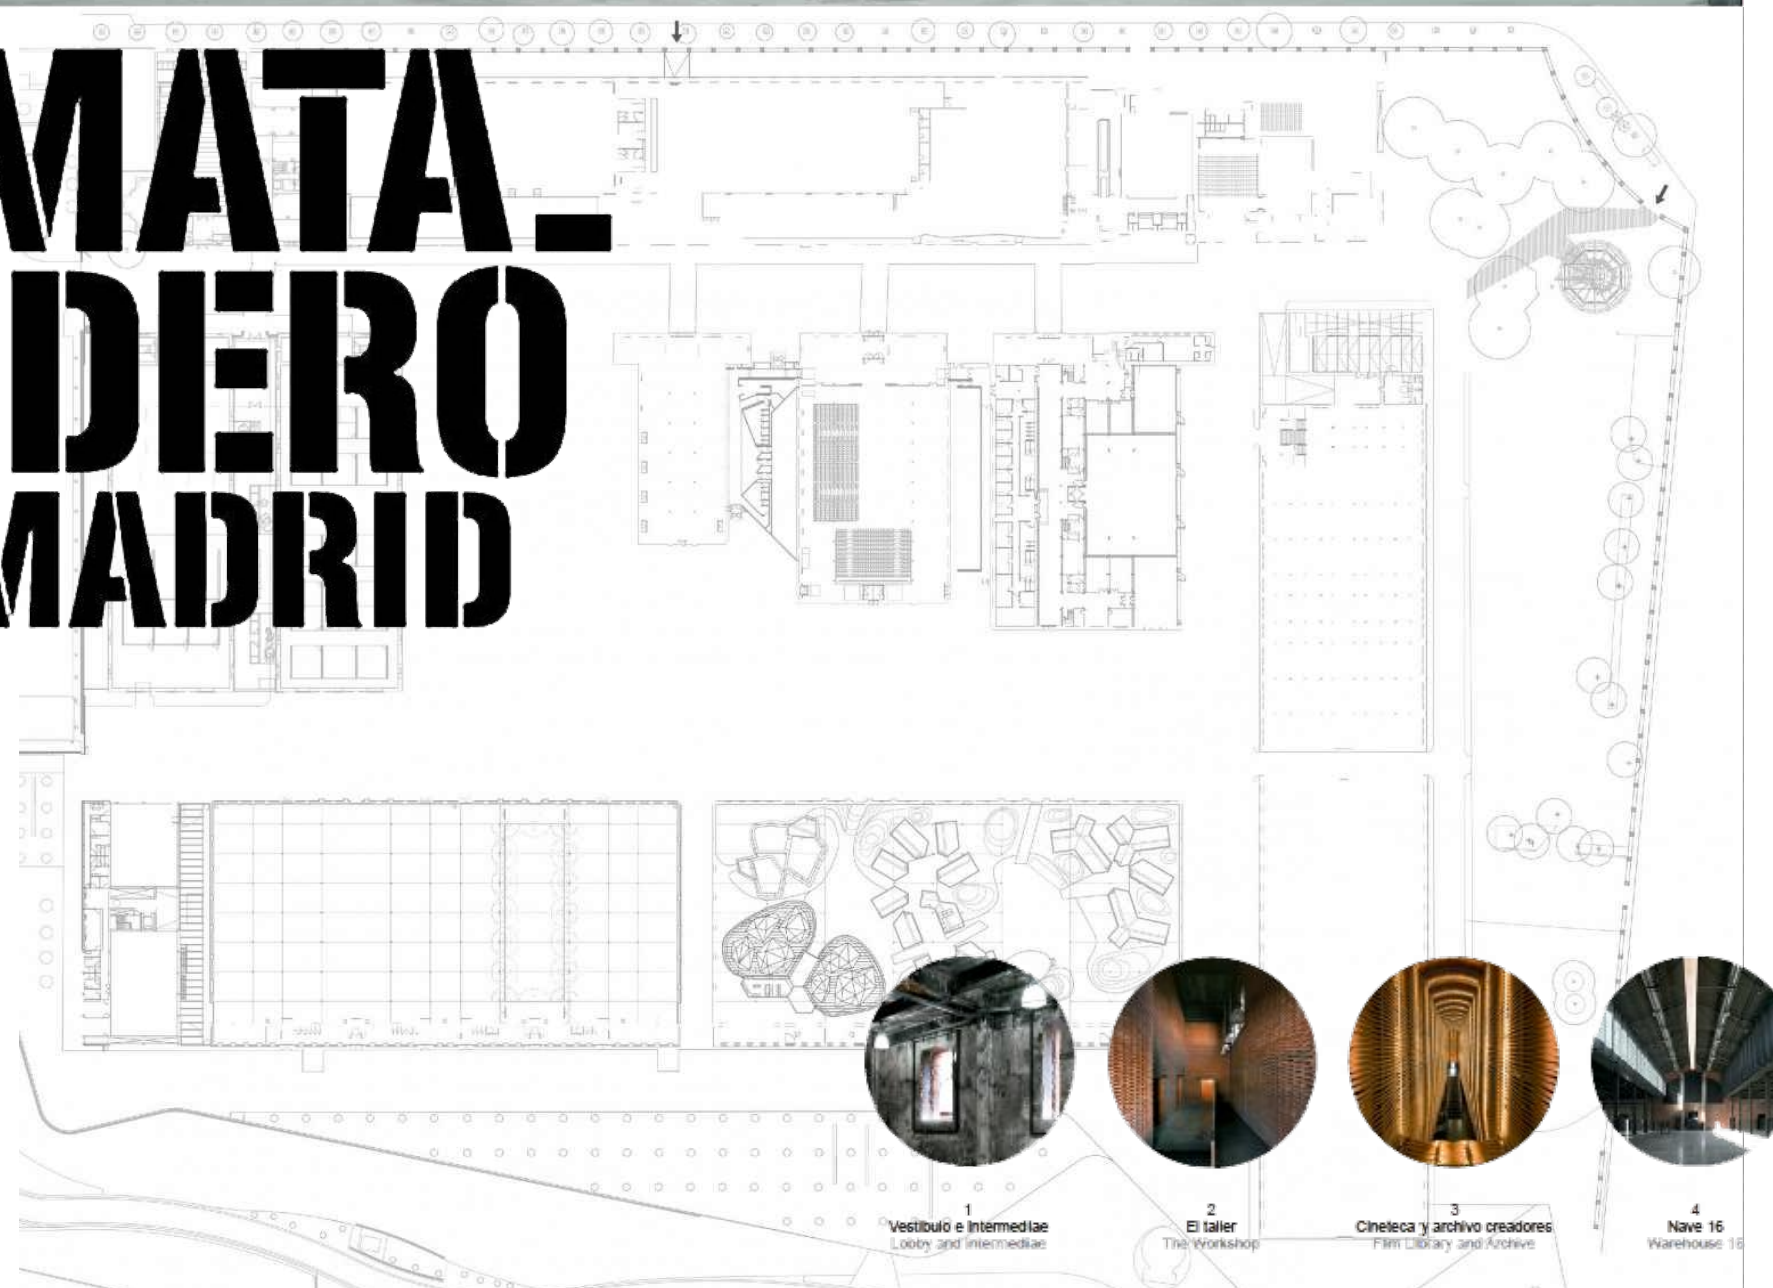 MATA_
DERO
MADRID
1
Vestíbulo e Intermediae
Lobby and Intermediae
2
El taller
The Workshop
3
Cineteca y archivo creadores
Film Library and Archive
4
Nave 16
Warehouse 16